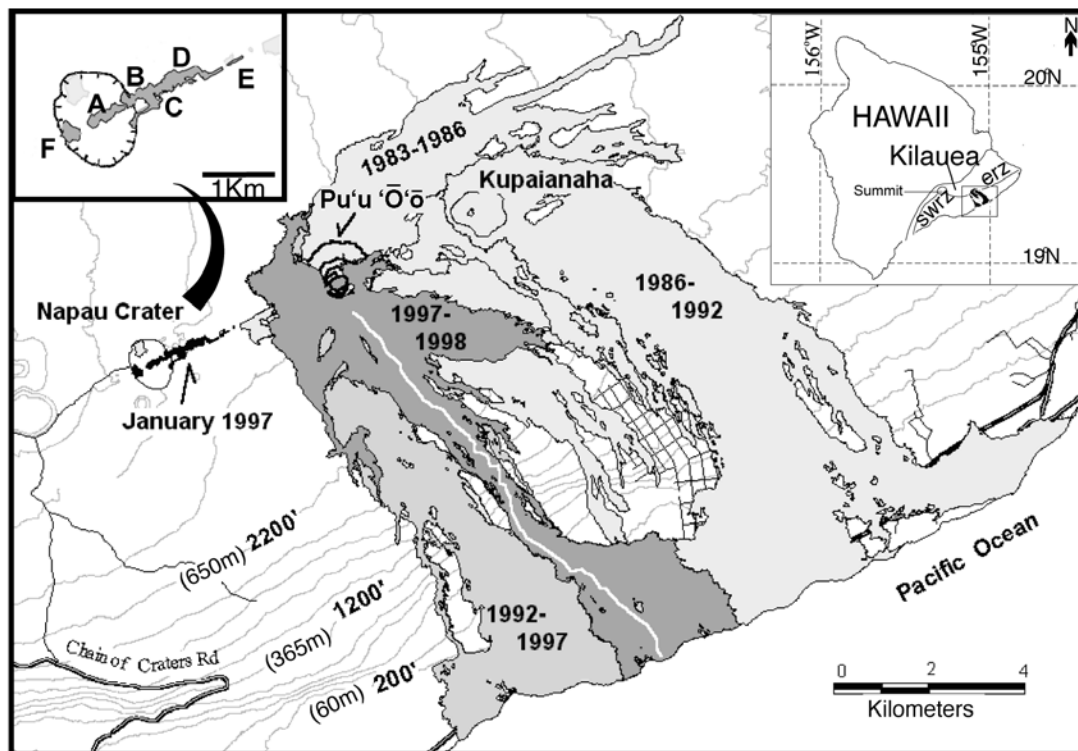 D
B
E
A
C
F
1Km
N
156°W
155°W
20°N
HAWAII
Kilauea
Summit
erz
swrz
19°N
1983-1986
Kupaianaha
Pu‘u ‘Ō‘ō
1986-
1992
1997-
1998
Napau Crater
January 1997
(650m) 2200'
1200'
(365m)
Chain of Craters Rd
(60m) 200'
1992-
1997
Pacific Ocean
0 2 4
Kilometers